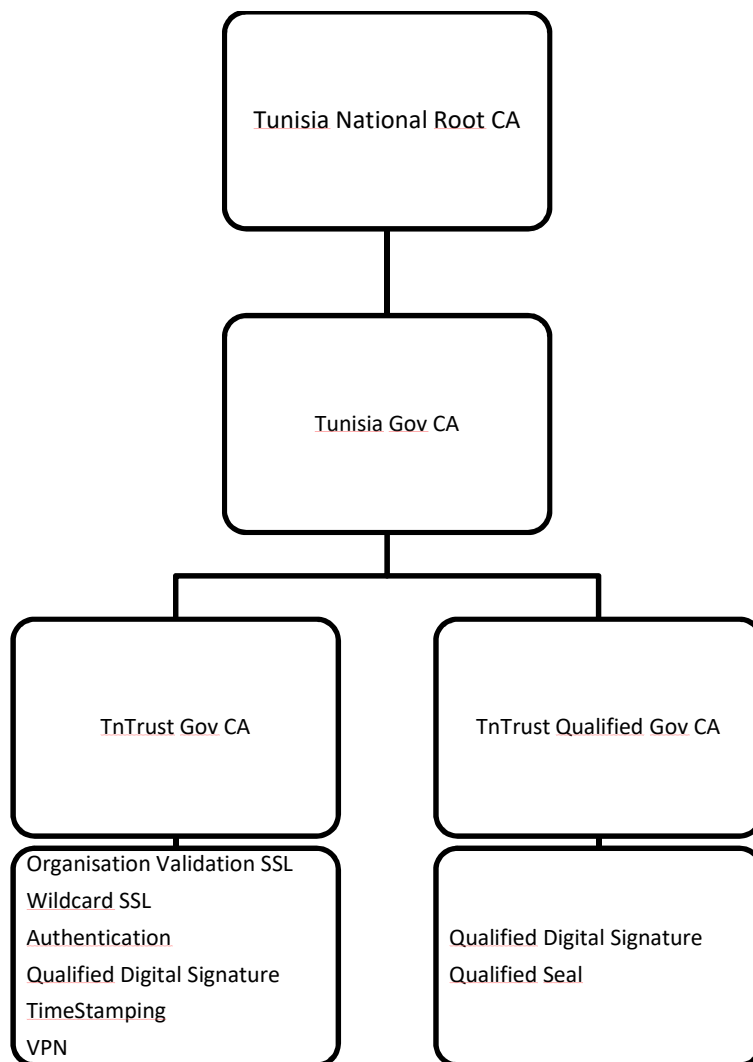 Tunisia National Root CA
Tunisia Gov CA
TnTrust Gov CA
TnTrust Qualified Gov CA
Organisation Validation SSL
Wildcard SSL
Authentication
Qualified Digital Signature
TimeStamping
VPN
Qualified Digital Signature
Qualified Seal